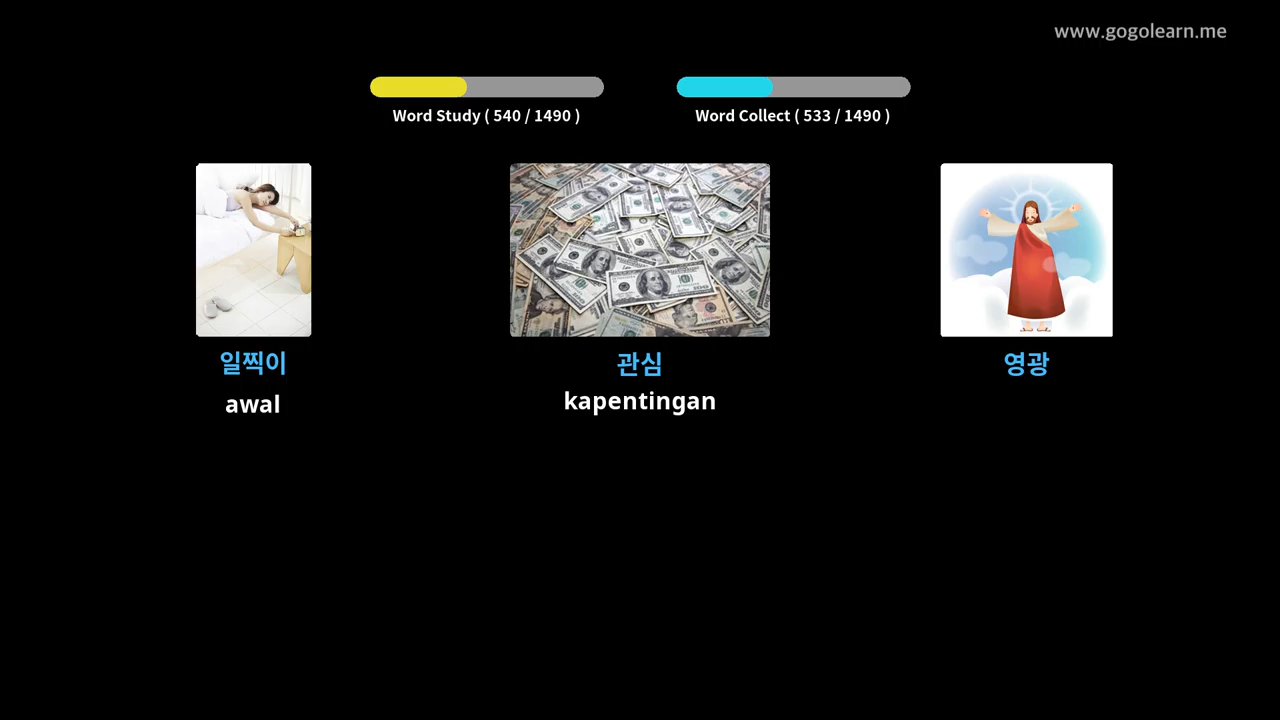 www.gogolearn.me
Word Study ( 540 / 1490 )
Word Collect ( 533 / 1490 )
일찍이
awal
관심
kapentingan
영광